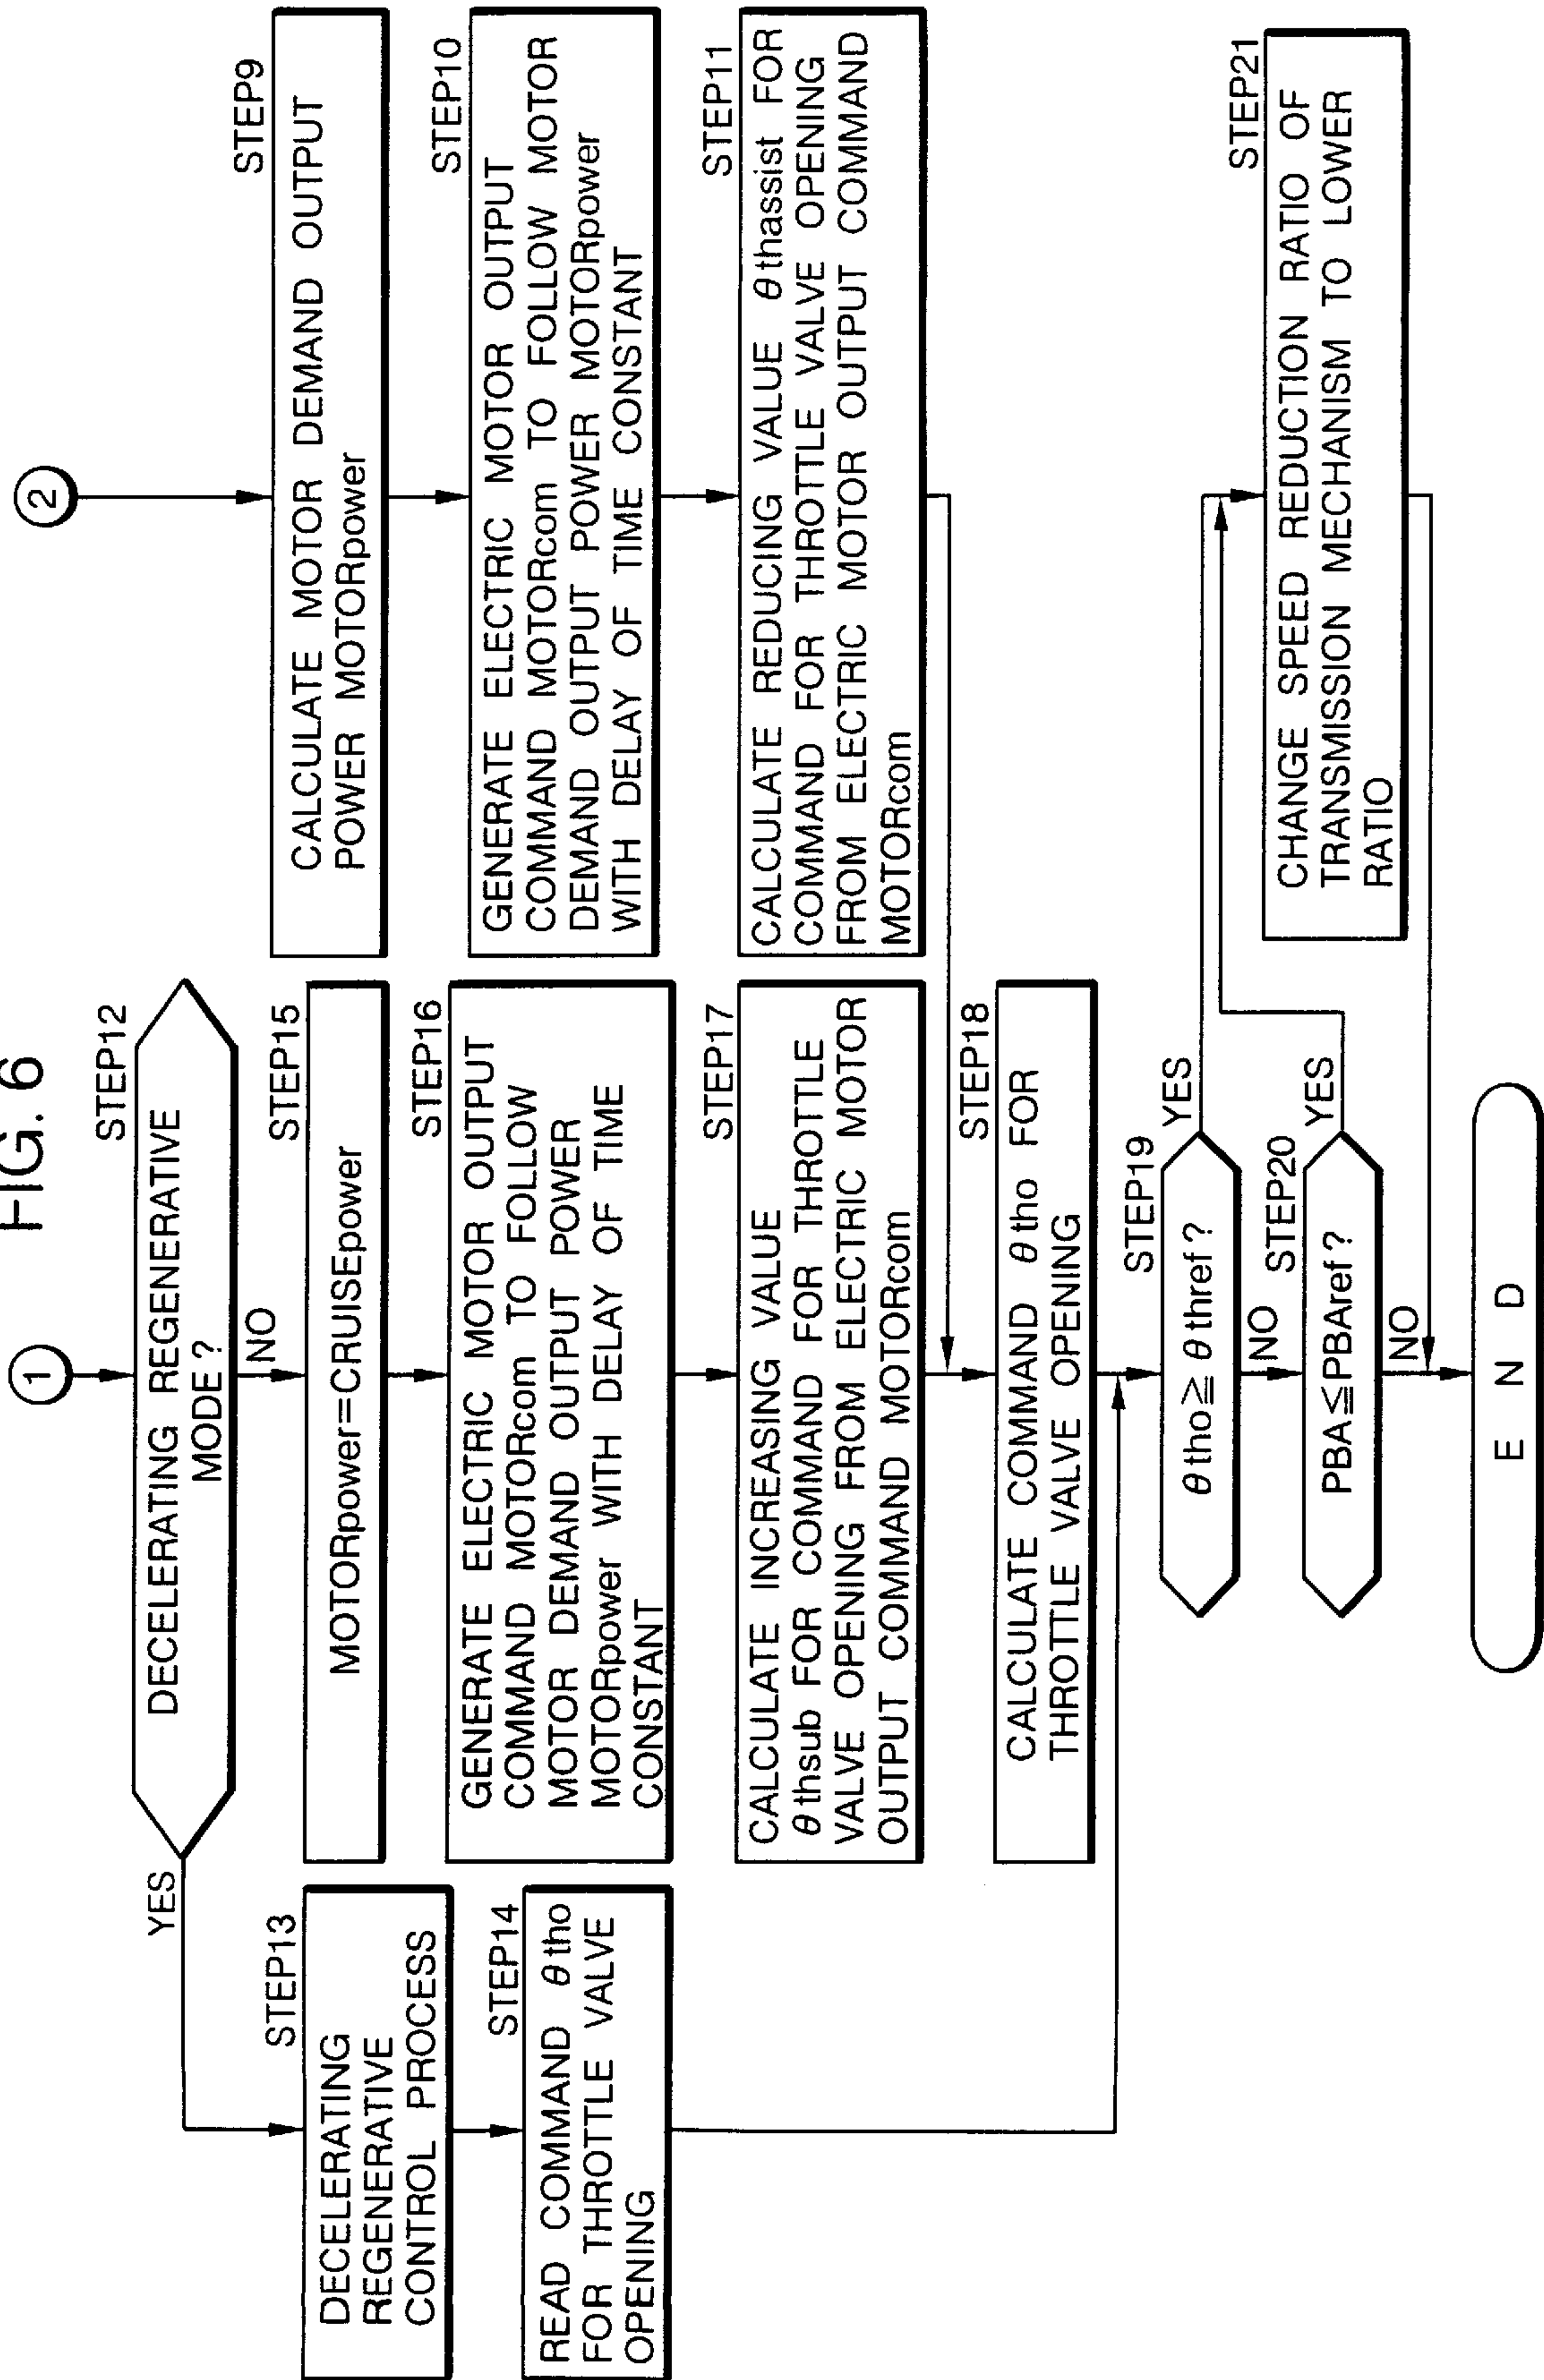 FIG. 6
1
STEP12
DECELERATING REGENERATIVE
MODE ?
YES
NO
STEP13
DECELERATING
REGENERATIVE
CONTROL PROCESS
STEP14
READ COMMAND θ tho
FOR THROTTLE VALVE
OPENING
STEP15
MOTORpower=CRUISEpower
STEP16
GENERATE ELECTRIC MOTOR OUTPUT
COMMAND MOTORcom TO FOLLOW
MOTOR DEMAND OUTPUT POWER
MOTORpower WITH DELAY OF TIME
CONSTANT
STEP17
CALCULATE INCREASING VALUE
θ thsub FOR COMMAND FOR THROTTLE
VALVE OPENING FROM ELECTRIC MOTOR
OUTPUT COMMAND MOTORcom
2
STEP9
CALCULATE MOTOR DEMAND OUTPUT
POWER MOTORpower
STEP10
GENERATE ELECTRIC MOTOR OUTPUT
COMMAND MOTORcom TO FOLLOW MOTOR
DEMAND OUTPUT POWER MOTORpower
WITH DELAY OF TIME CONSTANT
STEP11
CALCULATE REDUCING VALUE θ thassist FOR
COMMAND FOR THROTTLE VALVE OPENING
FROM ELECTRIC MOTOR OUTPUT COMMAND
MOTORcom
STEP18
CALCULATE COMMAND θ tho FOR
THROTTLE VALVE OPENING
STEP19
θ tho≧ θ thref ?
YES
NO
STEP20
PBA≦PBAref ?
YES
NO
STEP21
CHANGE SPEED REDUCTION RATIO OF
TRANSMISSION MECHANISM TO LOWER
RATIO
E N D